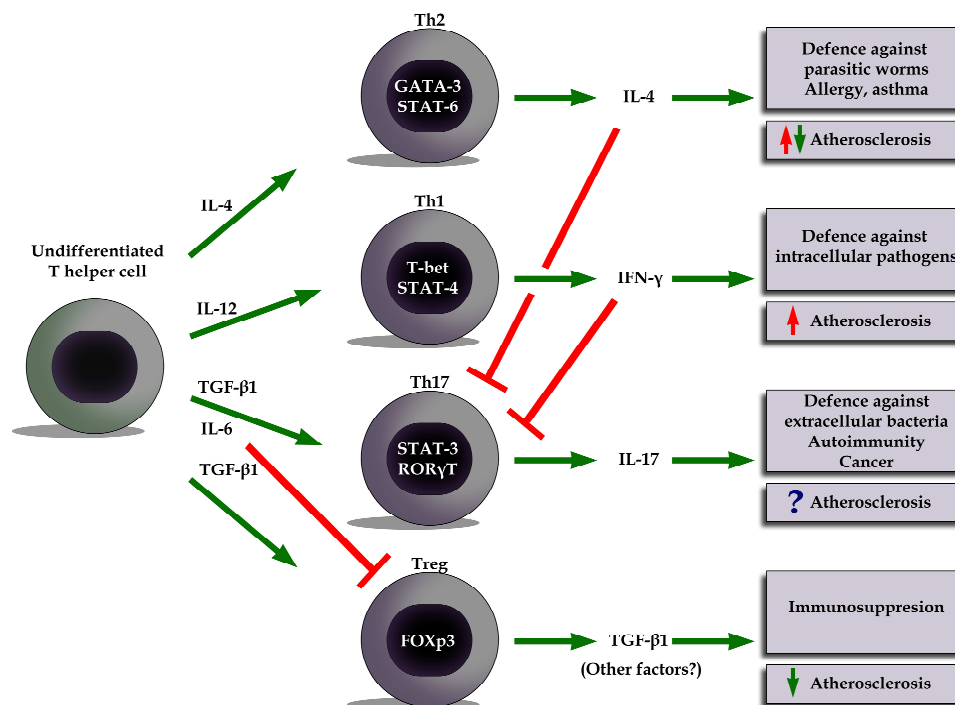 Th2
GATA-3
STAT-6
IL-4
Defence against
parasitic worms
Allergy, asthma
Atherosclerosis
IL-4
Undifferentiated
T helper cell
Th1
IL-12
T-bet
STAT-4
IFN-γ
Defence against
intracellular pathogens
Atherosclerosis
TGF-β1
IL-6
TGF-β1
Th17
STAT-3
RORγT
IL-17
Defence against
extracellular bacteria
Autoimmunity
Cancer
? Atherosclerosis
Treg
FOXp3
TGF-β1
(Other factors?)
Immunosuppresion
Atherosclerosis